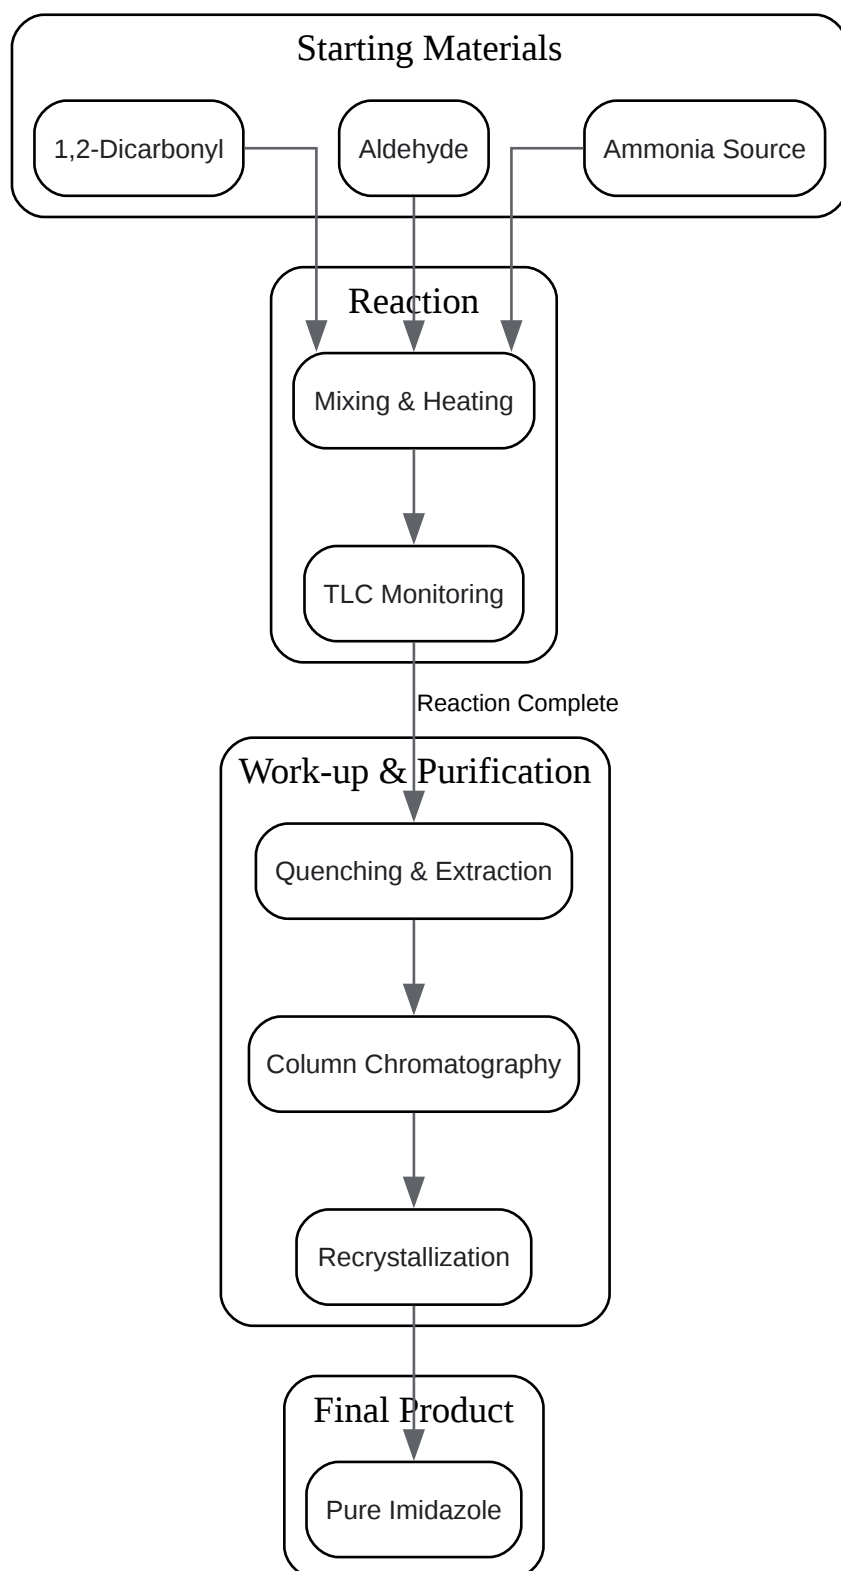 Starting Materials
1,2-Dicarbonyl
Aldehyde
Ammonia Source
Reaction
Mixing & Heating
TLC Monitoring
Reaction Complete
Work-up & Purification
Quenching & Extraction
Column Chromatography
Recrystallization
Final Product
Pure Imidazole